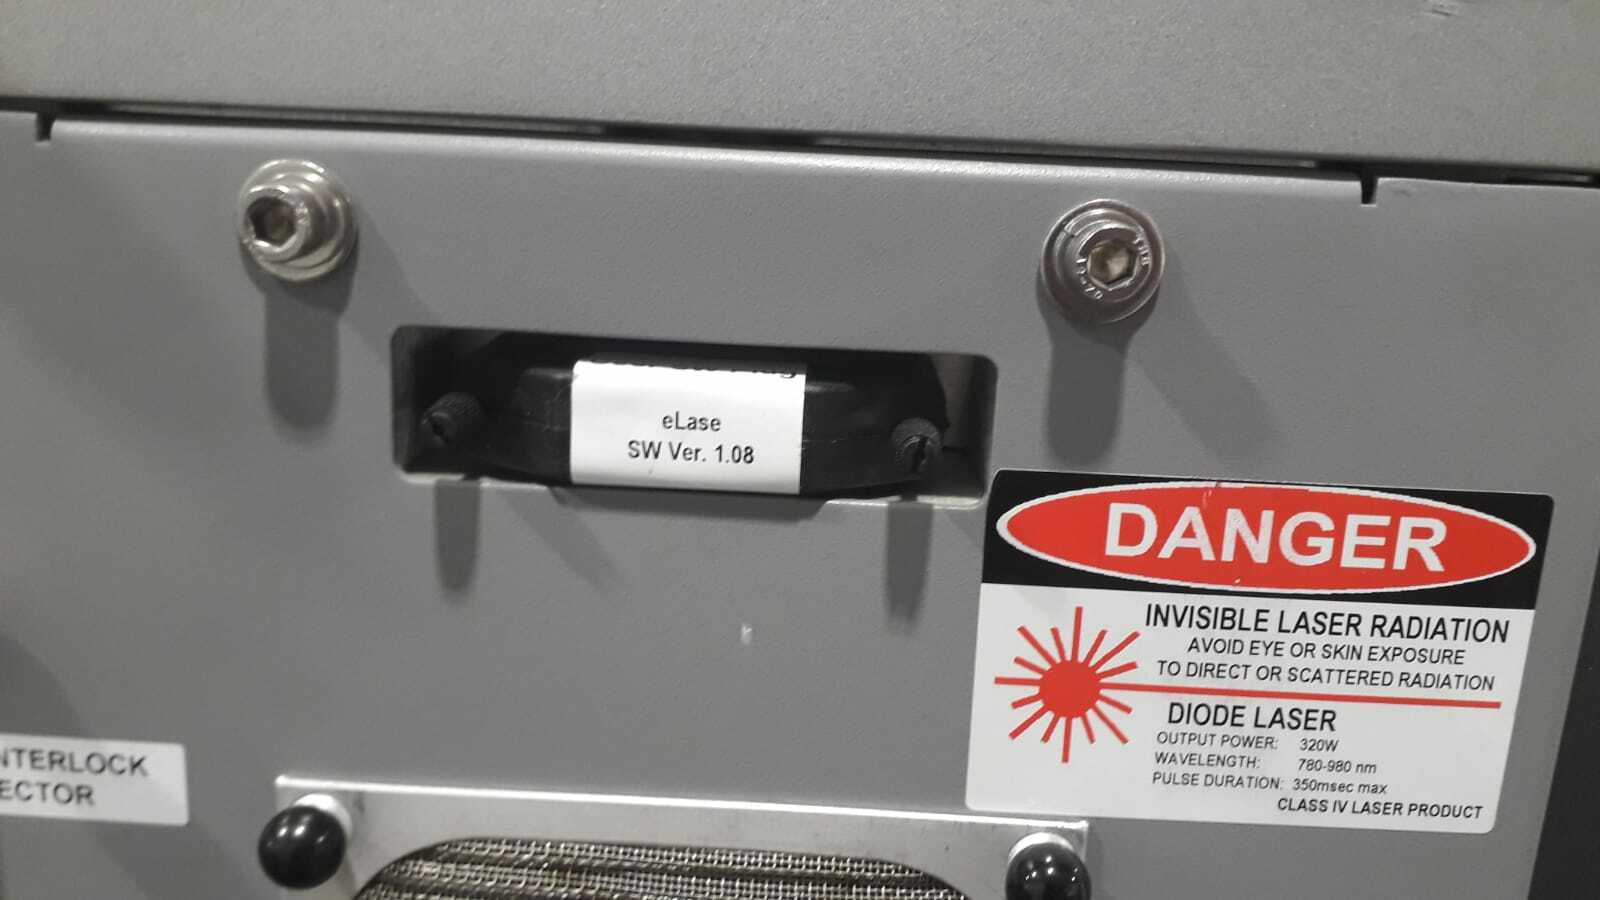 eLase
SW Ver. 1.08
DANGER
INVISIBLE LASER RADIATION
AVOID EYE OR SKIN EXPOSURE
TO DIRECT OR SCATTERED RADIATION
DIODE LASER
OUTPUT POWER: 320W
WAVELENGTH: 780-980 nm
PULSE DURATION: 350msec max
CLASS IV LASER PRODUCT
NTERLOCK
ECTOR